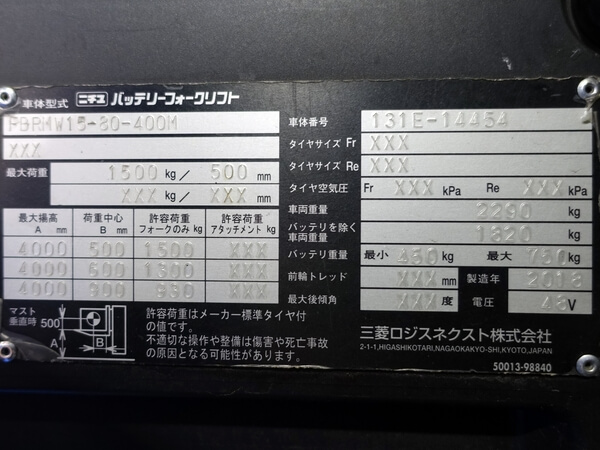 車体型式 ニチユ バッテリーフォークリフト
FBRMW15-80-400M
XXX
最大荷重 1500 kg/ 500 mm
XXX kg/ XXX mm
最大揚高 A mm 荷重中心 B mm 許容荷重 フォークのみ kg 許容荷重 アタッチメント kg
4000 500 1500 XXX
4000 600 1300 XXX
4000 900 930 XXX
マスト垂直時 500 A B
許容荷重はメーカー標準タイヤ付
の値です。
不適切な操作や整備は傷害や死亡事故
の原因となる可能性があります。
車体番号 131E-14454
タイヤサイズ Fr XXX
タイヤサイズ Re XXX
タイヤ空気圧 Fr XXX kPa Re XXX kPa
車両重量 2290 kg
バッテリを除く
車両重量 1820 kg
バッテリ重量 最小 450 kg 最大 750 kg
前輪トレッド XXX mm 製造年
最大後傾角 XXX 度 電圧 48 V
三菱ロジスネクスト株式会社
2-1-1,HIGASHIKOTARI,NAGAOKAKYO-SHI,KYOTO,JAPAN
50013-98840